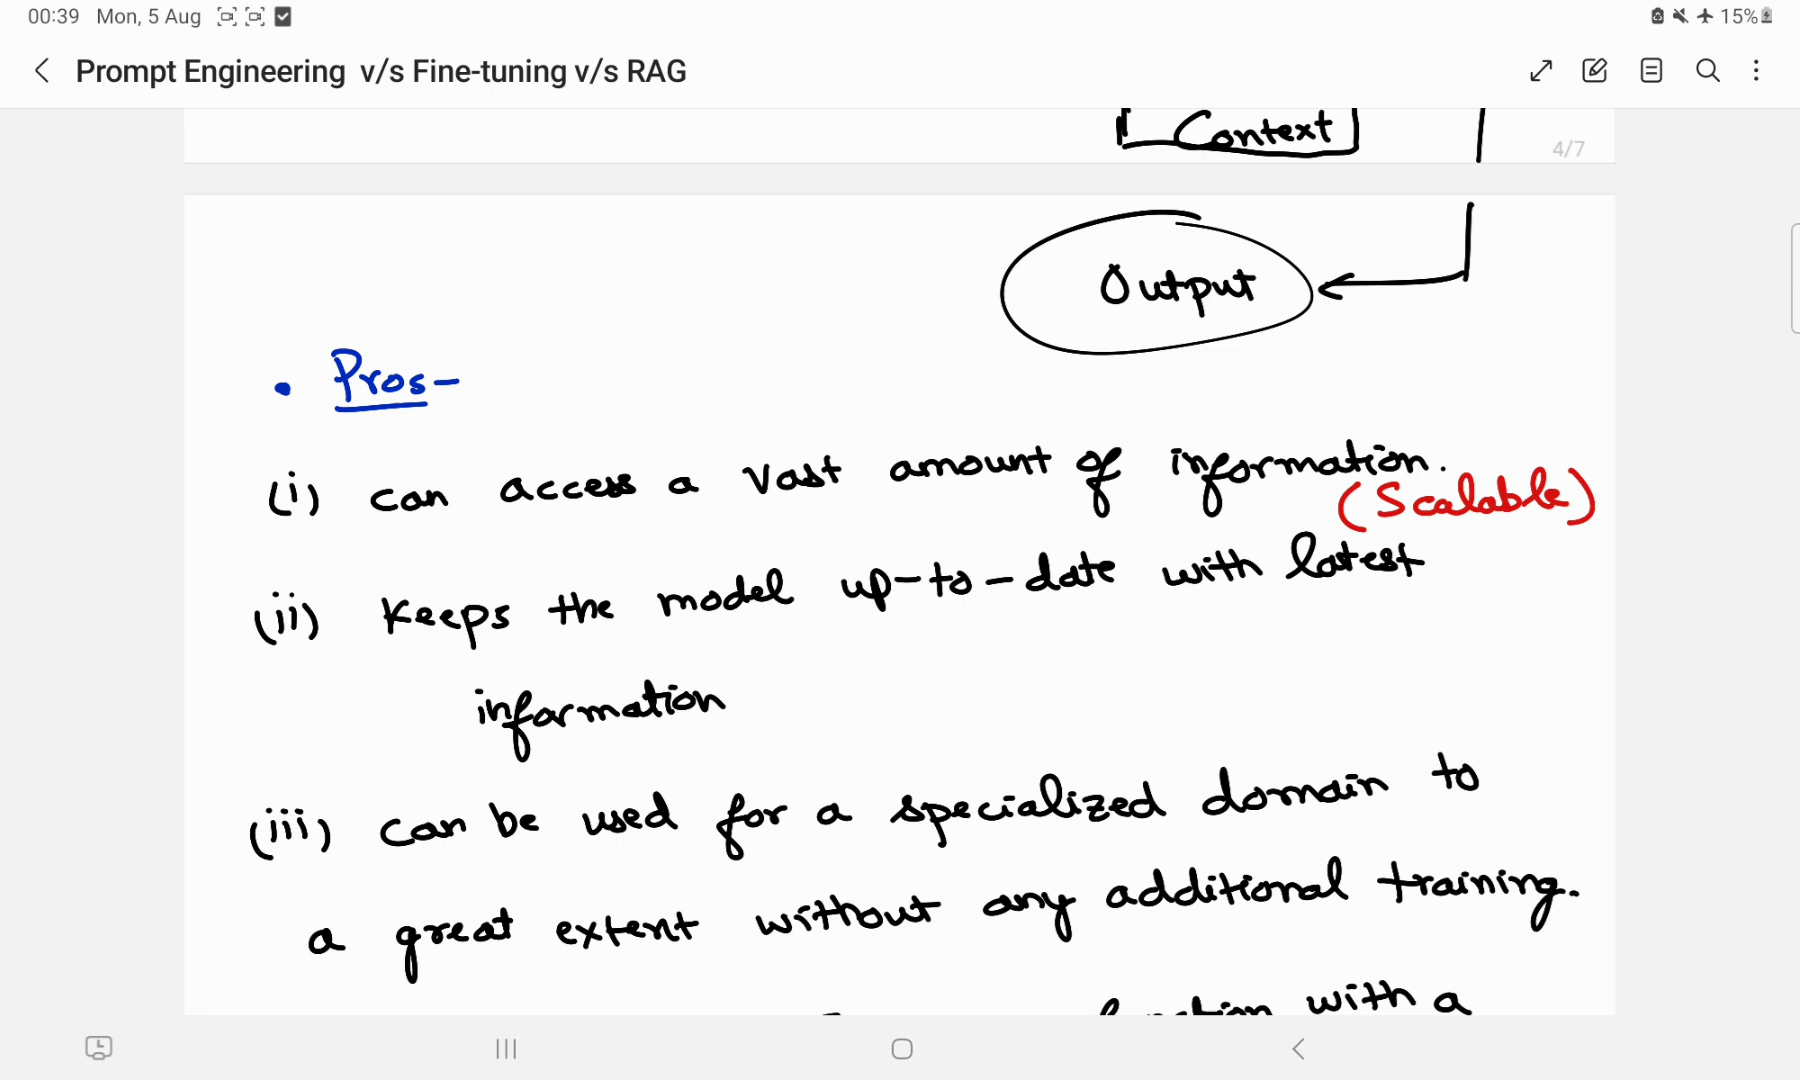 00:39 Mon, 5 Aug
15%
Prompt Engineering v/s Fine-tuning v/s RAG
Context
4/7
Output
• Pros-
(i) can access a vast amount of information.
(Scalable)
(ii) Keeps the model up-to-date with latest
information
(iii) can be used for a specialized domain to
a great extent without any additional training.
with a